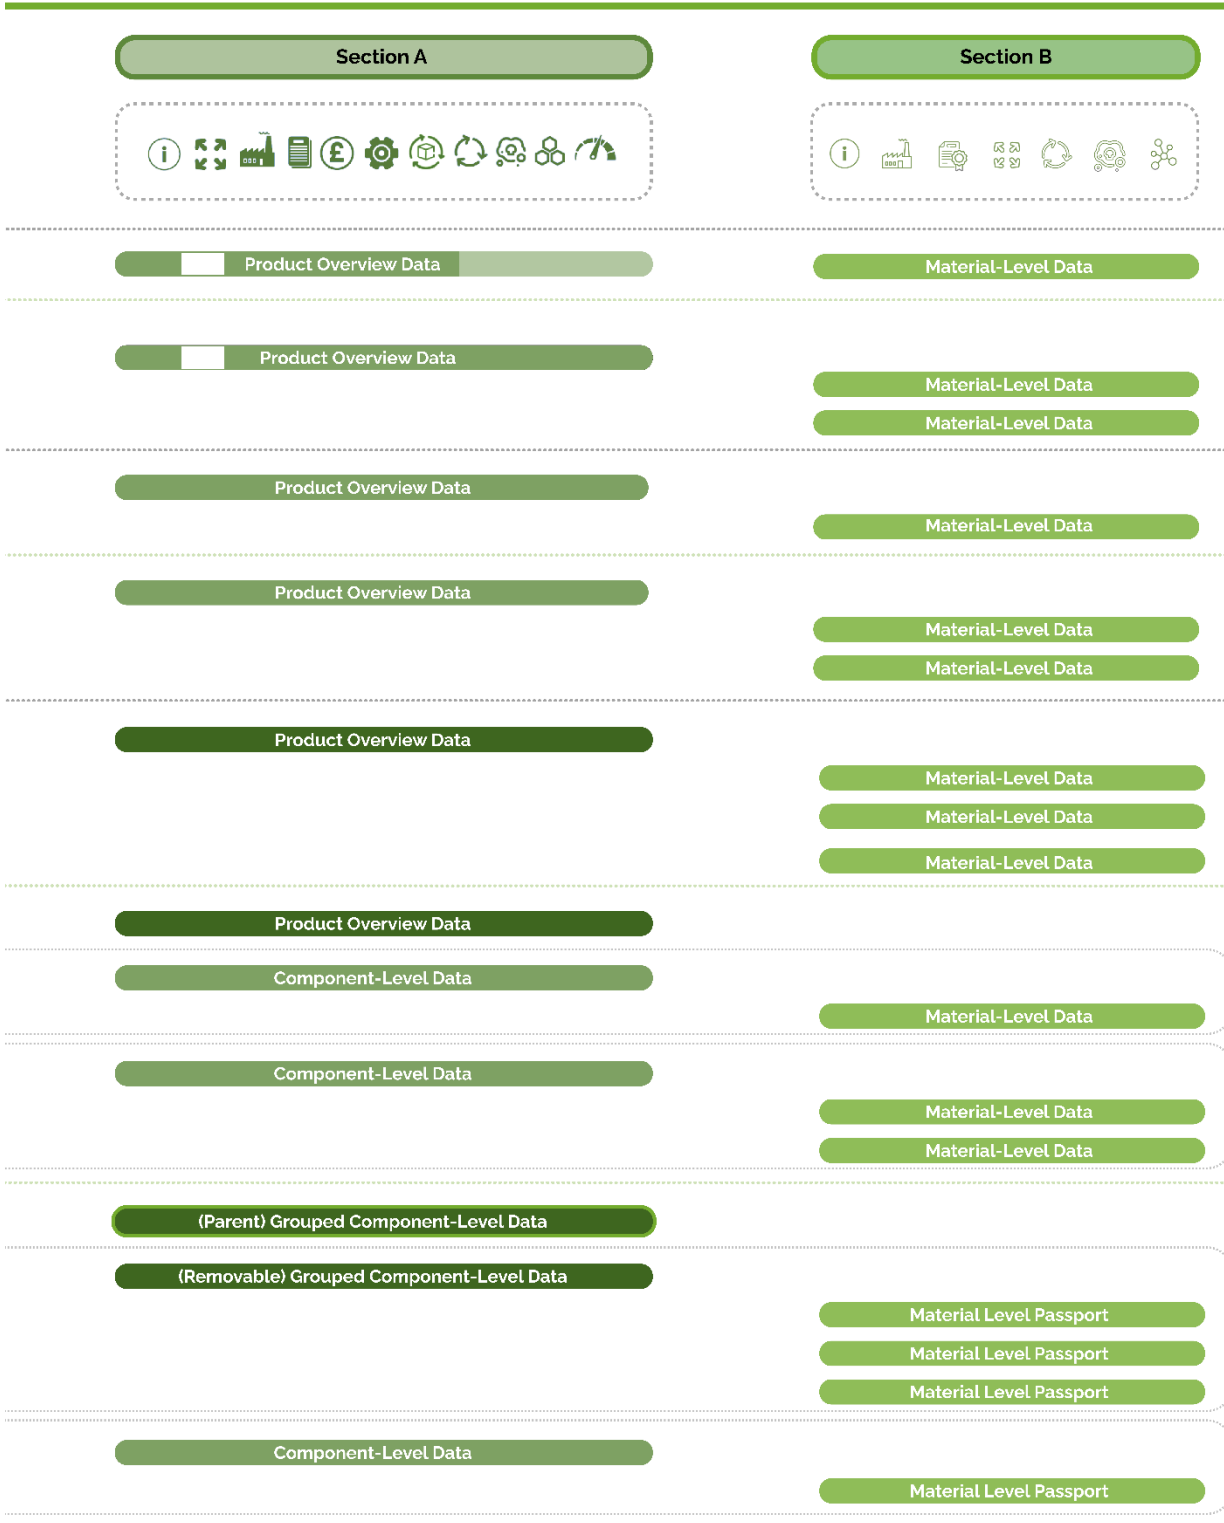 Section A
Section B
Product Overview Data
Material-Level Data
Product Overview Data
Material-Level Data
Material-Level Data
Product Overview Data
Material-Level Data
Product Overview Data
Material-Level Data
Material-Level Data
Product Overview Data
Material-Level Data
Material-Level Data
Material-Level Data
Product Overview Data
Component-Level Data
Material-Level Data
Component-Level Data
Material-Level Data
Material-Level Data
(Parent) Grouped Component-Level Data
(Removable) Grouped Component-Level Data
Material Level Passport
Material Level Passport
Material Level Passport
Component-Level Data
Material Level Passport